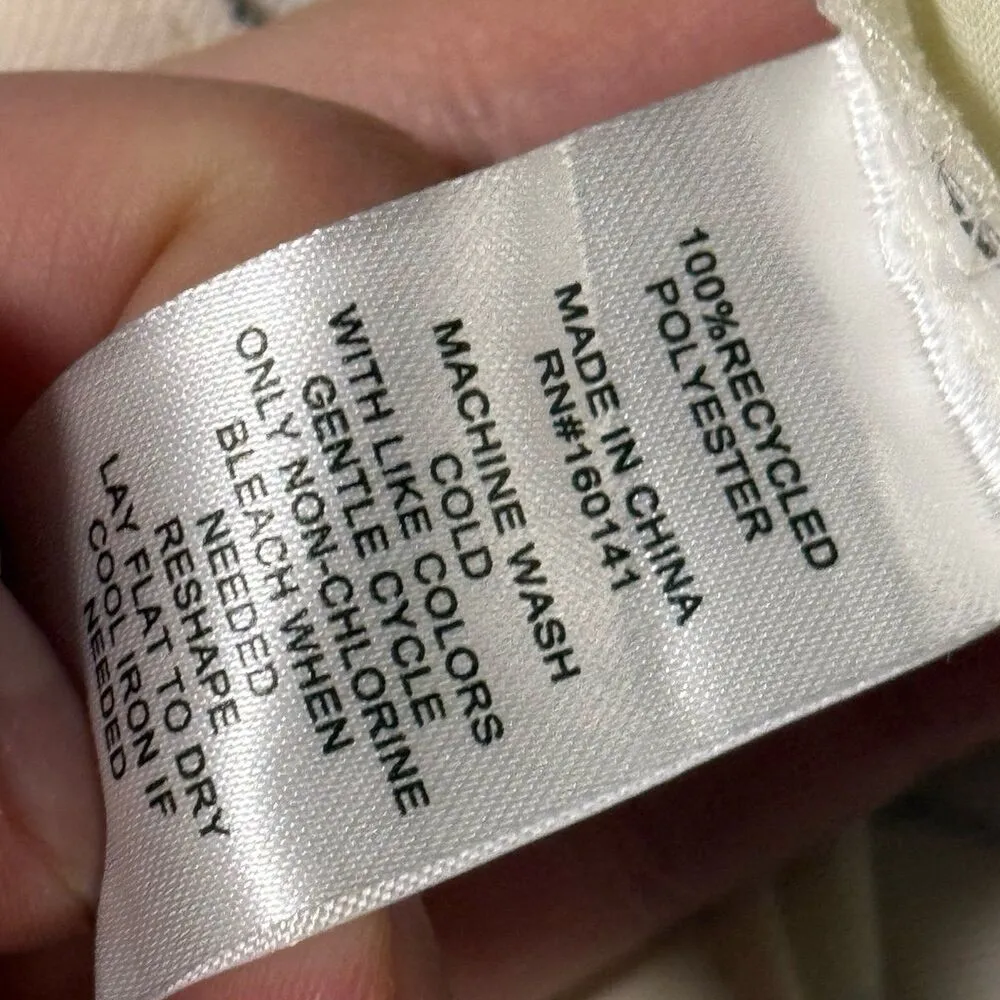 100%RECYCLED
POLYESTER
MADE IN CHINA
RN#160141
MACHINE WASH
COLD
WITH LIKE COLORS
GENTLE CYCLE
ONLY NON-CHLORINE
BLEACH WHEN
NEEDED
RESHAPE
LAY FLAT TO DRY
COOL IRON IF
NEEDED